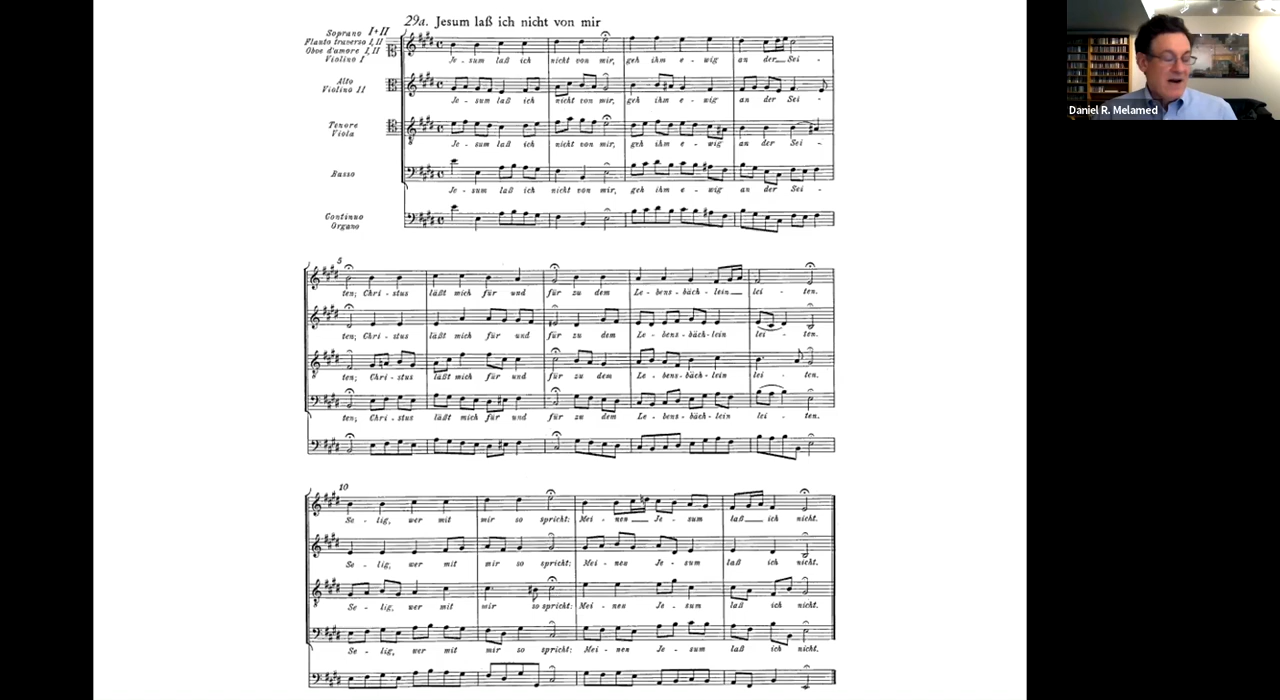 29a. Jesum laß ich nicht von mir
Soprano I+II
Flauto traverso I, II
Oboe d'amore I, II
Violino I
Je - sum laß ich nicht von mir, geh ihm e - wig an der Sei -
Alto
Violino II
Je - sum laß ich nicht von mir, geh ihm e - wig an der Sei -
Tenore
Viola
Je - sum laß ich nicht von mir, geh ihm e - wig an der Sei -
Basso
Je - sum laß ich nicht von mir, geh ihm e - wig an der Sei -
Continuo
Organo
5
ten; Chri - stus läßt mich für und für zu dem Le - bens - bäch - lein lei - ten.
ten; Chri - stus läßt mich für und für zu dem Le - bens - bäch - lein lei - ten.
ten; Chri - stus läßt mich für und für zu dem Le - bens - bäch - lein lei - ten.
ten; Chri - stus läßt mich für und für zu dem Le - bens - bäch - lein lei - ten.
10
Se - lig, wer mit mir so spricht: Mei - nen Je - sum laß ich nicht.
Se - lig, wer mit mir so spricht: Mei - nen Je - sum laß ich nicht.
Se - lig, wer mit mir so spricht: Mei - nen Je - sum laß ich nicht.
Se - lig, wer mit mir so spricht: Mei - nen Je - sum laß ich nicht.
Daniel R. Melamed